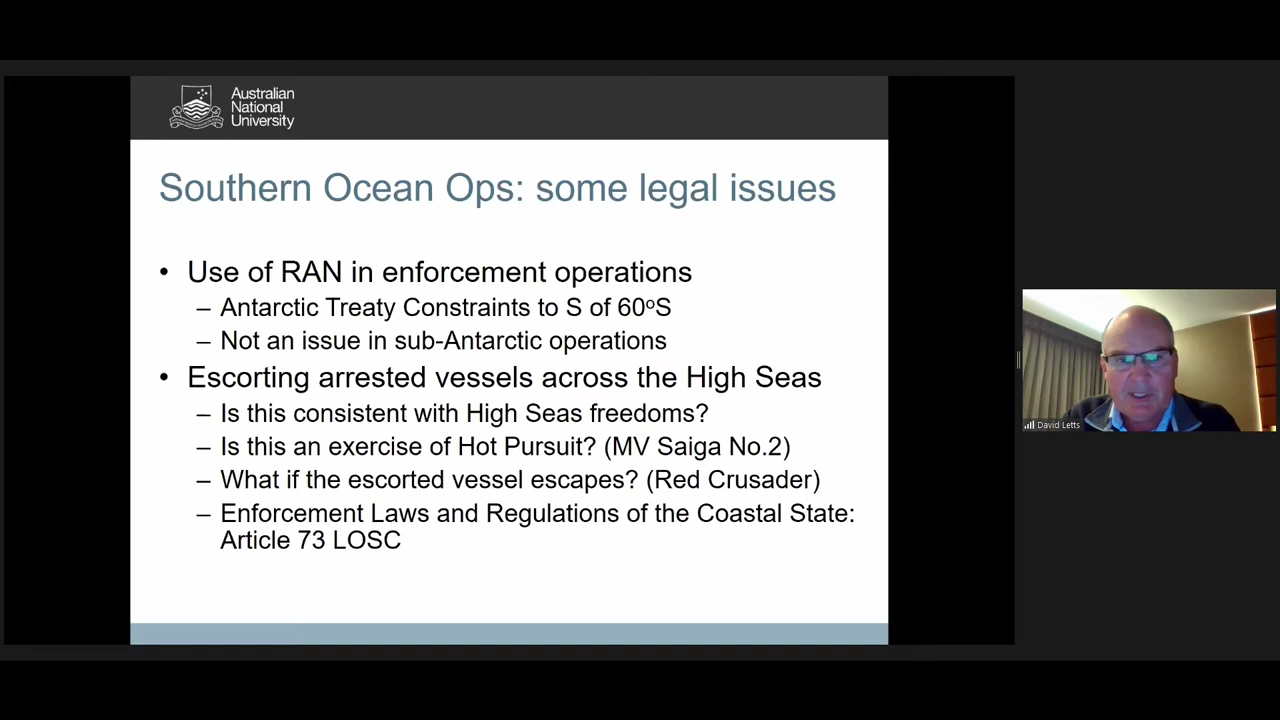 Australian
National
University
Southern Ocean Ops: some legal issues
• Use of RAN in enforcement operations
– Antarctic Treaty Constraints to S of 60ºS
– Not an issue in sub-Antarctic operations
• Escorting arrested vessels across the High Seas
– Is this consistent with High Seas freedoms?
– Is this an exercise of Hot Pursuit? (MV Saiga No.2)
– What if the escorted vessel escapes? (Red Crusader)
– Enforcement Laws and Regulations of the Coastal State:
Article 73 LOSC
David Letts